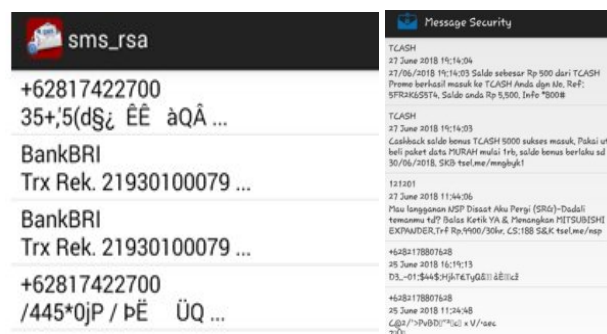 sms_rsa
+62817422700
35+,'5(d§¿ ÊÊ àQÂ ...
BankBRI
Trx Rek. 21930100079 ...
BankBRI
Trx Rek. 21930100079 ...
+62817422700
/445*0jP / ÞË ÜQ ...
Message Security
TCASH
27 June 2018 19:14:04
27/06/2018 19:14:03 Saldo sebesar Rp 500 dari TCASH
Promo berhasil masuk ke TCASH Anda dgn No. Ref:
5FR2K6S5T4. Saldo anda Rp 5,500. Info *800#
TCASH
27 June 2018 19:14:03
Cashback saldo bonus TCASH 5000 sukses masuk. Pakai ut
beli paket data MURAH mulai 1rb, saldo bonus berlaku sd
30/06/2018. SKB tsel.me/mnghyk1
121201
27 June 2018 11:44:06
Mau langganan NSP Disaat Aku Pergi (SRG)-Dadali
temanmu td? Balas Ketik YA & Menangkan MITSUBISHI
EXPANDER.Trf Rp.9900/30hr. CS:188 S&K tsel.me/nsp
+6282178807628
25 June 2018 16:19:13
+6282178807628
25 June 2018 11:24:48